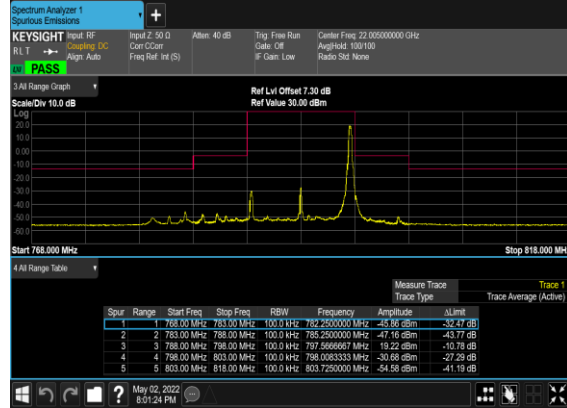 Spectrum Analyzer 1
Spurious Emissions
+
KEYSIGHT Input: RF Input Z: 50 Ω Atten: 40 dB Trig: Free Run Center Freq: 22.005000000 GHz
RLT Coupling: DC Corr CCorr Gate: Off Avg|Hold: 100/100
Align: Auto Freq Ref: Int (S) IF Gain: Low Radio Std: None
PASS
3 All Range Graph
Ref Lvl Offset 7.30 dB
Scale/Div 10.0 dB Ref Value 30.00 dBm
Log
20.0
10.0
0.00
-10.0
-20.0
-30.0
-40.0
-50.0
-60.0
Start 768.000 MHz Stop 818.000 MH
4 All Range Table
Measure Trace Trace 1
Trace Type Trace Average (Active)
Spur Range Start Freq Stop Freq RBW Frequency Amplitude ΔLimit
1 1 768.00 MHz 783.00 MHz 100.0 kHz 782.2500000 MHz -45.86 dBm -32.47 dB
2 2 783.00 MHz 788.00 MHz 100.0 kHz 785.4500000 MHz -47.16 dBm -43.77 dB
3 3 788.00 MHz 798.00 MHz 100.0 kHz 797.5666667 MHz 19.22 dBm -10.78 dB
4 4 798.00 MHz 803.00 MHz 100.0 kHz 798.0083333 MHz -30.68 dBm -27.29 dB
5 5 803.00 MHz 818.00 MHz 100.0 kHz 803.7250000 MHz -54.58 dBm -41.19 dB
?
May 02, 2022
8:01:24 PM